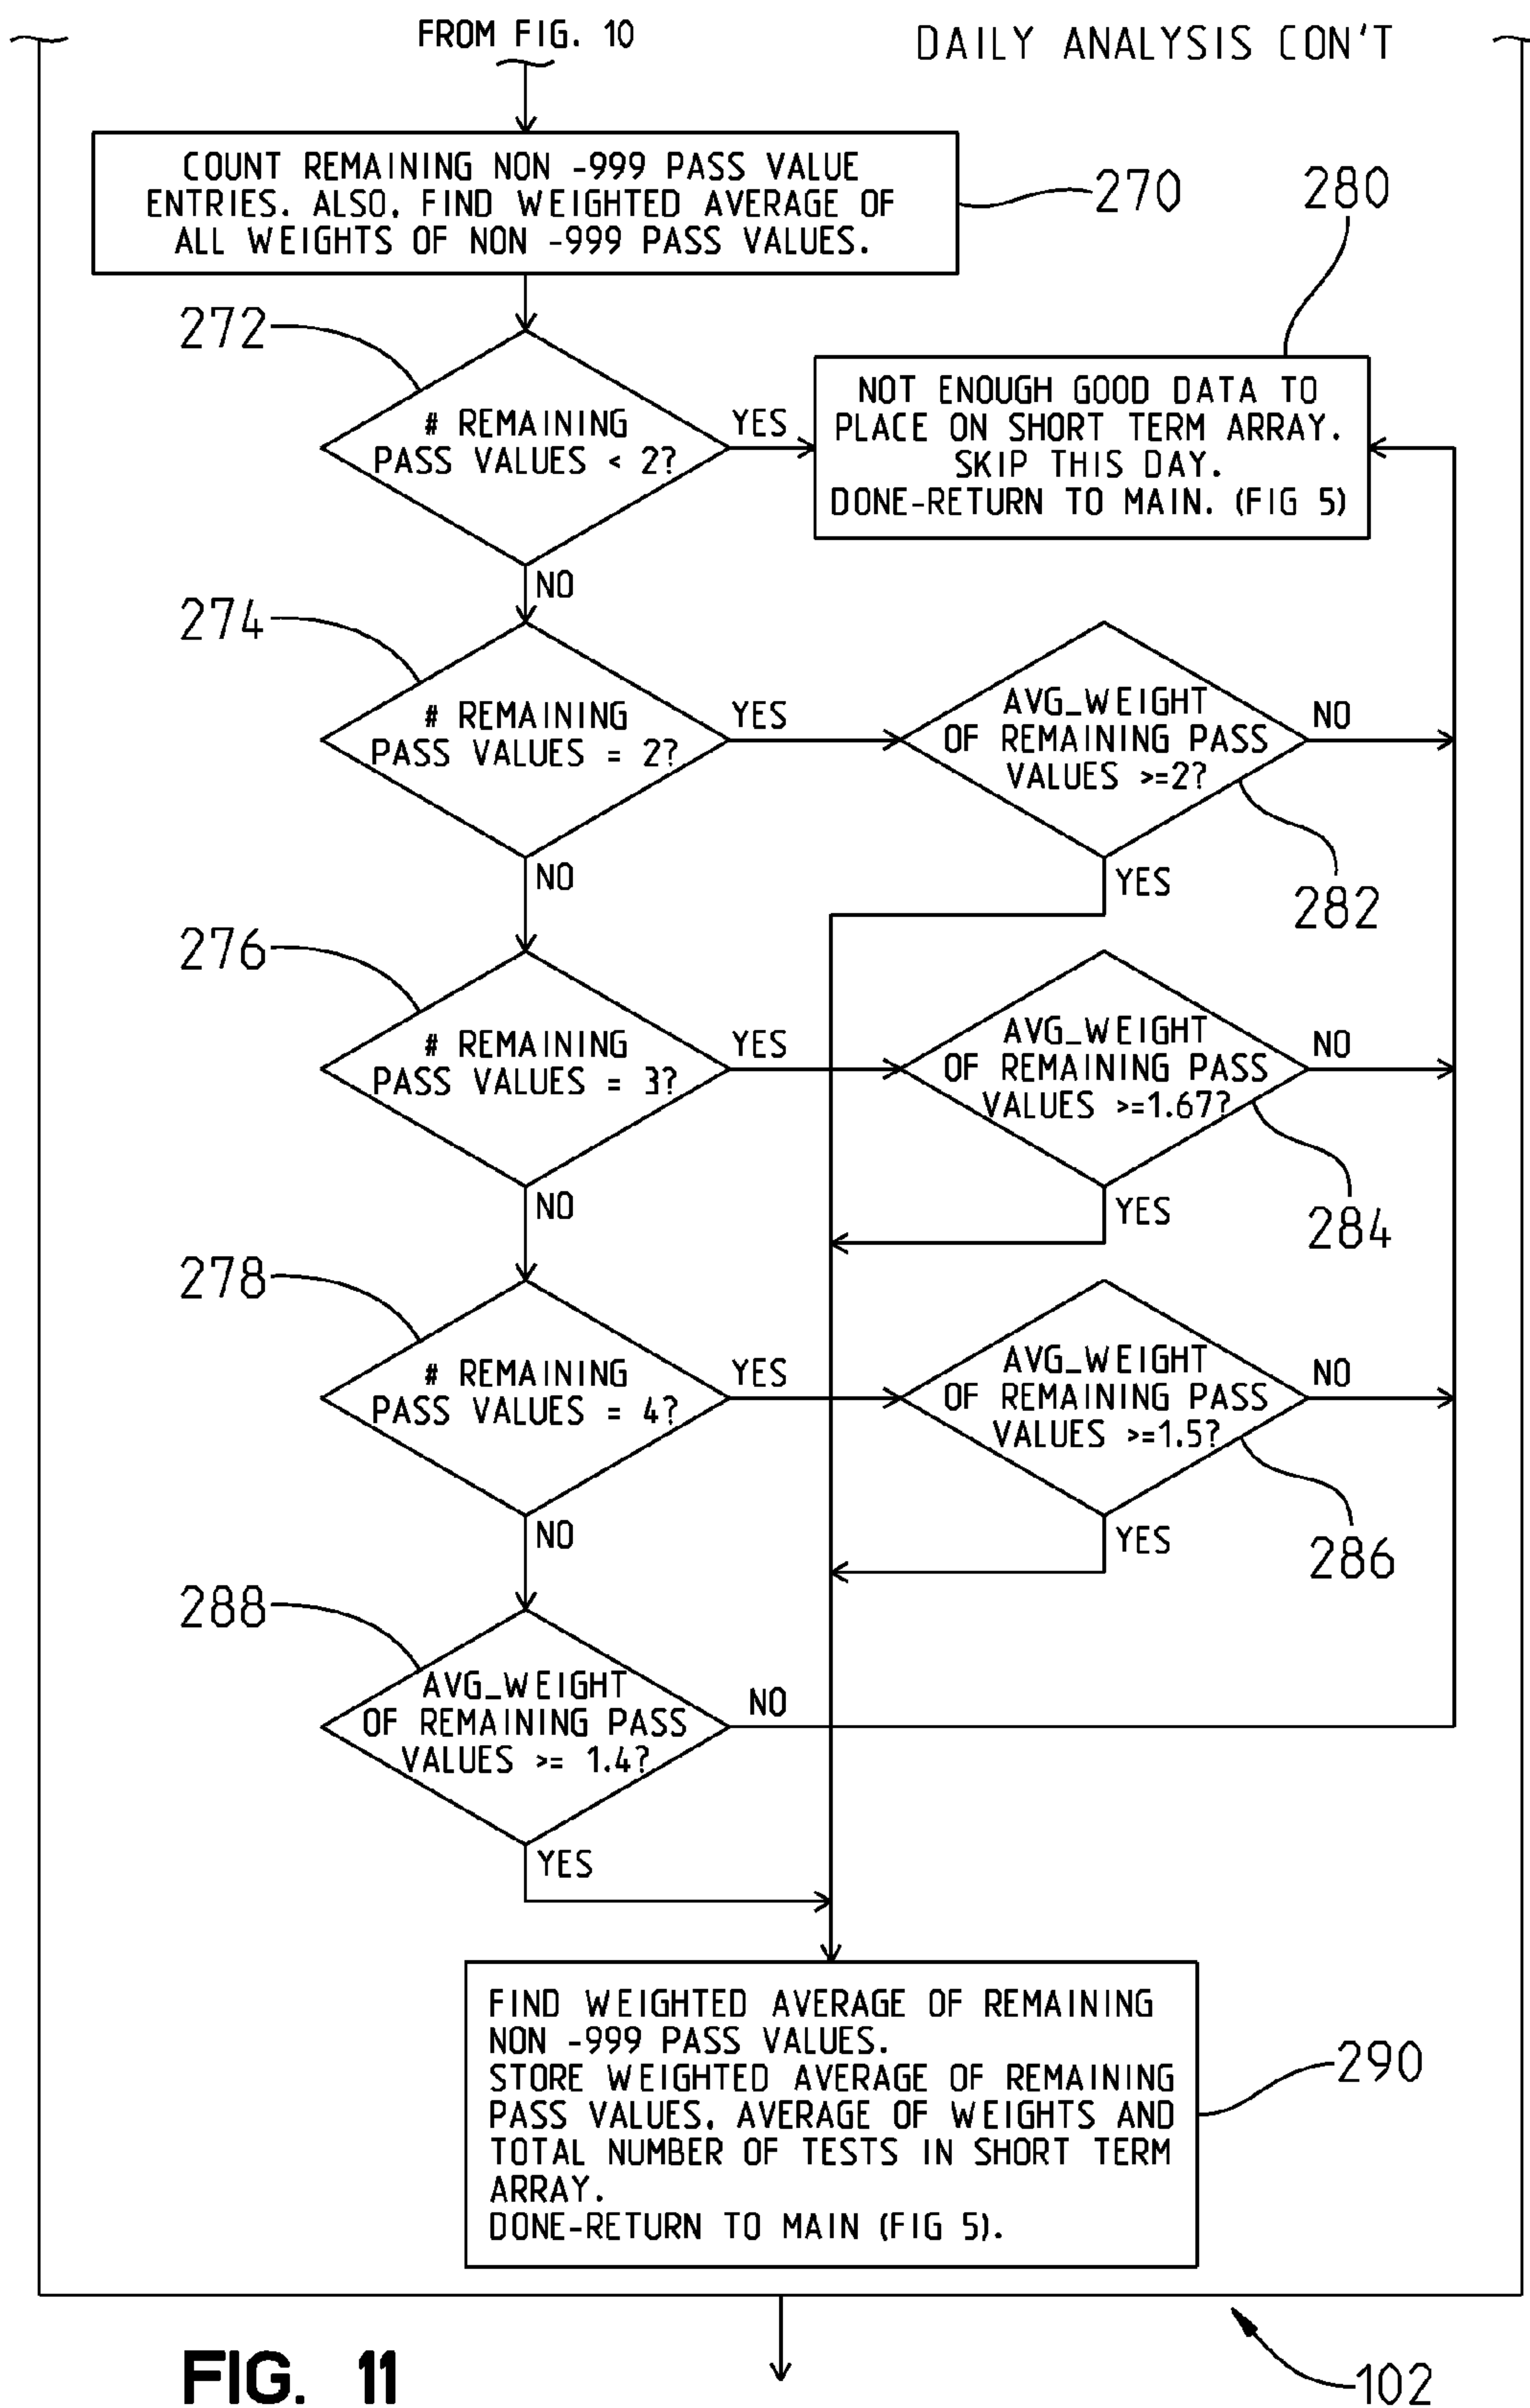 FROM FIG. 10
DAILY ANALYSIS CON'T
COUNT REMAINING NON -999 PASS VALUE
ENTRIES. ALSO, FIND WEIGHTED AVERAGE OF
ALL WEIGHTS OF NON -999 PASS VALUES.
270
280
272
# REMAINING
PASS VALUES < 2?
YES
NOT ENOUGH GOOD DATA TO
PLACE ON SHORT TERM ARRAY.
SKIP THIS DAY.
DONE-RETURN TO MAIN. (FIG 5)
NO
274
# REMAINING
PASS VALUES = 2?
YES
AVG_WEIGHT
OF REMAINING PASS
VALUES >=2?
NO
NO
YES
282
276
# REMAINING
PASS VALUES = 3?
YES
AVG_WEIGHT
OF REMAINING PASS
VALUES >=1.67?
NO
NO
YES
284
278
# REMAINING
PASS VALUES = 4?
YES
AVG_WEIGHT
OF REMAINING PASS
VALUES >=1.5?
NO
NO
YES
286
288
AVG_WEIGHT
OF REMAINING PASS
VALUES >= 1.4?
NO
YES
FIND WEIGHTED AVERAGE OF REMAINING
NON -999 PASS VALUES.
STORE WEIGHTED AVERAGE OF REMAINING
PASS VALUES, AVERAGE OF WEIGHTS AND
TOTAL NUMBER OF TESTS IN SHORT TERM
ARRAY.
DONE-RETURN TO MAIN (FIG 5).
290
102
FIG. 11